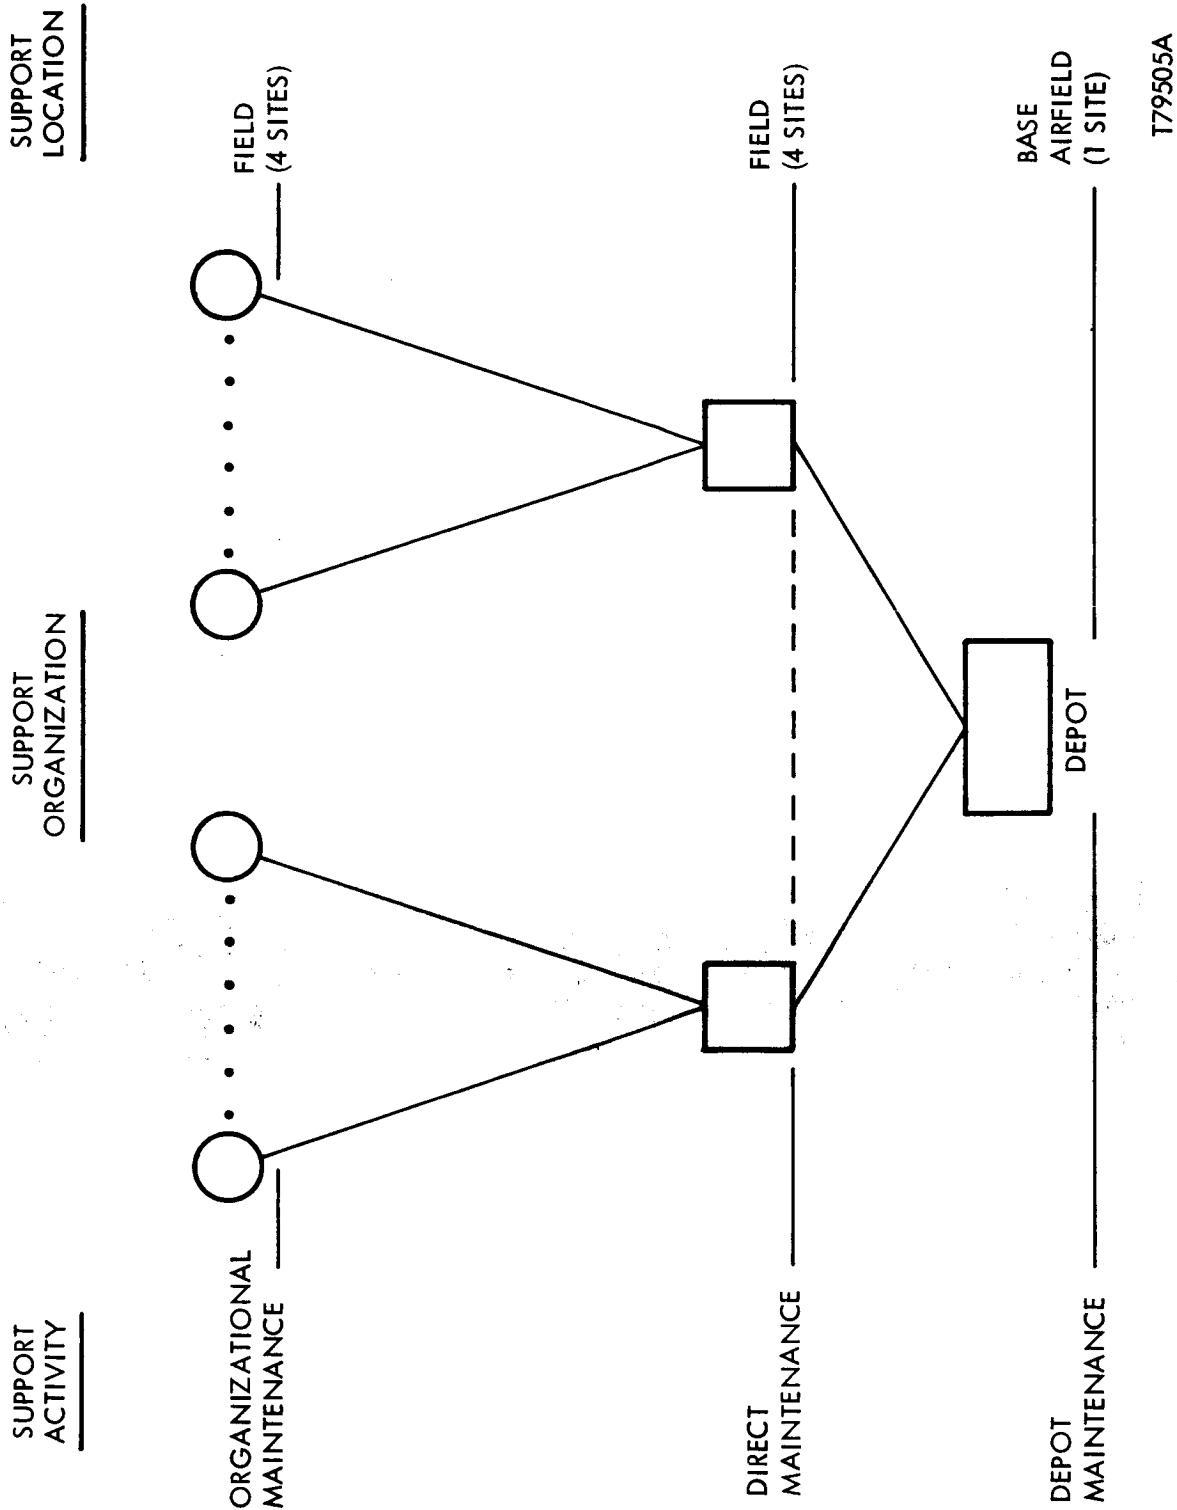 SUPPORT
ACTIVITY
SUPPORT
ORGANIZATION
SUPPORT
LOCATION
ORGANIZATIONAL
MAINTENANCE
FIELD
(4 SITES)
DIRECT
MAINTENANCE
FIELD
(4 SITES)
DEPOT
MAINTENANCE
DEPOT
BASE
AIRFIELD
(1 SITE)
T79505A